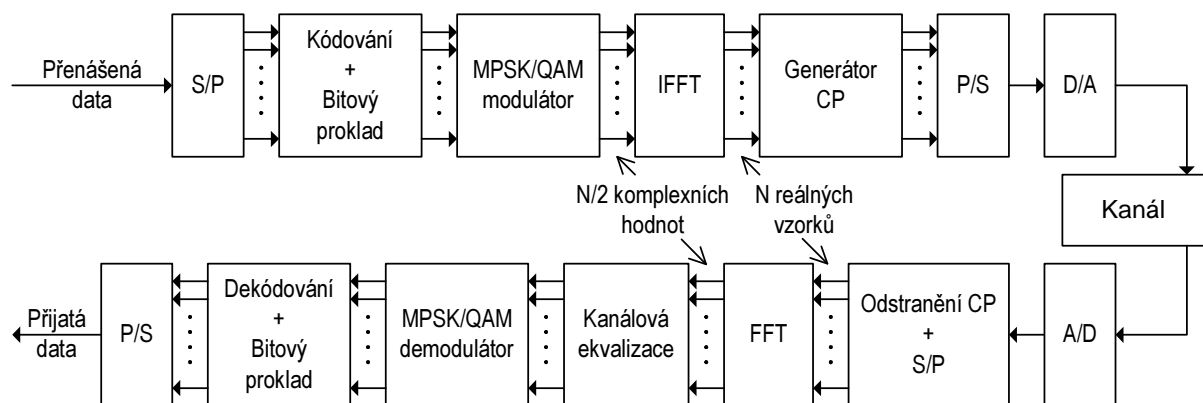 Přenášená
data
S/P
Kódování
+
Bitový
proklad
MPSK/QAM
modulátor
IFFT
Generátor
CP
P/S
D/A
N/2 komplexních
hodnot
N reálných
vzorků
Kanál
Přijatá
data
P/S
Dekódování
+
Bitový
proklad
MPSK/QAM
demodulátor
Kanálová
ekvalizace
FFT
Odstranění CP
+
S/P
A/D